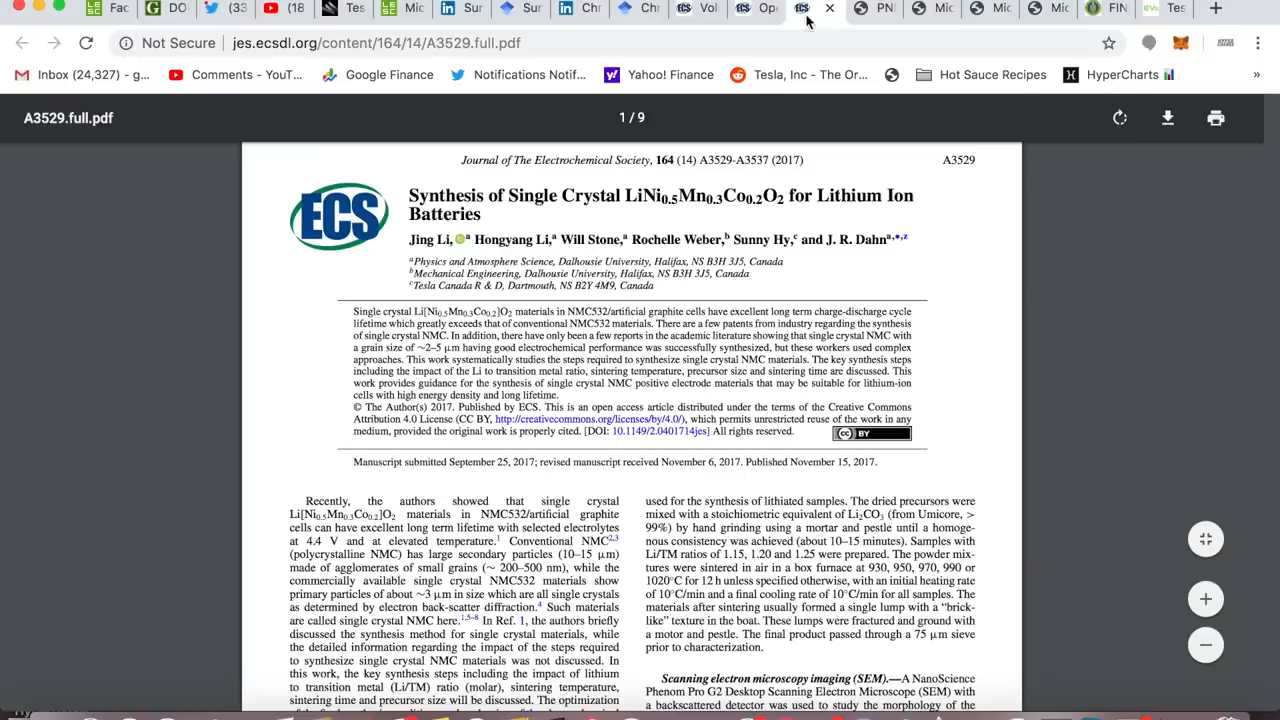 Fac
G
DO
(33
(18
Tes
Mic
Sur
Sur
Chr
Chr
ECS
Vol
ECS
Ope
ECS
PNI
Mic
Mic
Mic
FIN
Tes
Not Secure
jes.ecsdl.org/content/164/14/A3529.full.pdf
Inbox (24,327) - g...
Comments - YouT...
Google Finance
Notifications Notif...
Yahoo! Finance
Tesla, Inc - The Or...
Hot Sauce Recipes
HyperCharts
»
A3529.full.pdf
1 / 9
Journal of The Electrochemical Society, 164 (14) A3529-A3537 (2017)
A3529
ECS
Synthesis of Single Crystal LiNi0.5Mn0.3Co0.2O2 for Lithium Ion
Batteries
Jing Li, a Hongyang Li,a Will Stone,a Rochelle Weber,b Sunny Hy,c and J. R. Dahna,*,z
aPhysics and Atmosphere Science, Dalhousie University, Halifax, NS B3H 3J5, Canada
bMechanical Engineering, Dalhousie University, Halifax, NS B3H 3J5, Canada
cTesla Canada R & D, Dartmouth, NS B2Y 4M9, Canada
Single crystal Li[Ni0.5Mn0.3Co0.2]O2 materials in NMC532/artificial graphite cells have excellent long term charge-discharge cycle
lifetime which greatly exceeds that of conventional NMC532 materials. There are a few patents from industry regarding the synthesis
of single crystal NMC. In addition, there have only been a few reports in the academic literature showing that single crystal NMC with
a grain size of ~2–5 μm having good electrochemical performance was successfully synthesized, but these workers used complex
approaches. This work systematically studies the steps required to synthesize single crystal NMC materials. The key synthesis steps
including the impact of the Li to transition metal ratio, sintering temperature, precursor size and sintering time are discussed. This
work provides guidance for the synthesis of single crystal NMC positive electrode materials that may be suitable for lithium-ion
cells with high energy density and long lifetime.
© The Author(s) 2017. Published by ECS. This is an open access article distributed under the terms of the Creative Commons
Attribution 4.0 License (CC BY, http://creativecommons.org/licenses/by/4.0/), which permits unrestricted reuse of the work in any
medium, provided the original work is properly cited. [DOI: 10.1149/2.0401714jes] All rights reserved.
cc BY
Manuscript submitted September 25, 2017; revised manuscript received November 6, 2017. Published November 15, 2017.
Recently, the authors showed that single crystal
Li[Ni0.5Mn0.3Co0.2]O2 materials in NMC532/artificial graphite
cells can have excellent long term lifetime with selected electrolytes
at 4.4 V and at elevated temperature.1 Conventional NMC2,3
(polycrystalline NMC) has large secondary particles (10–15 μm)
made of agglomerates of small grains (~ 200–500 nm), while the
commercially available single crystal NMC532 materials show
primary particles of about ~3 μm in size which are all single crystals
as determined by electron back-scatter diffraction.4 Such materials
are called single crystal NMC here.1,5–8 In Ref. 1, the authors briefly
discussed the synthesis method for single crystal materials, while
the detailed information regarding the impact of the steps required
to synthesize single crystal NMC materials was not discussed. In
this work, the key synthesis steps including the impact of lithium
to transition metal (Li/TM) ratio (molar), sintering temperature,
sintering time and precursor size will be discussed. The optimization
used for the synthesis of lithiated samples. The dried precursors were
mixed with a stoichiometric equivalent of Li2CO3 (from Umicore, >
99%) by hand grinding using a mortar and pestle until a homoge-
nous consistency was achieved (about 10–15 minutes). Samples with
Li/TM ratios of 1.15, 1.20 and 1.25 were prepared. The powder mix-
tures were sintered in air in a box furnace at 930, 950, 970, 990 or
1020°C for 12 h unless specified otherwise, with an initial heating rate
of 10°C/min and a final cooling rate of 10°C/min for all samples. The
materials after sintering usually formed a single lump with a “brick-
like” texture in the boat. These lumps were fractured and ground with
a motor and pestle. The final product passed through a 75 μm sieve
prior to characterization.
Scanning electron microscopy imaging (SEM).—A NanoScience
Phenom Pro G2 Desktop Scanning Electron Microscope (SEM) with
a backscattered detector was used to study the morphology of the